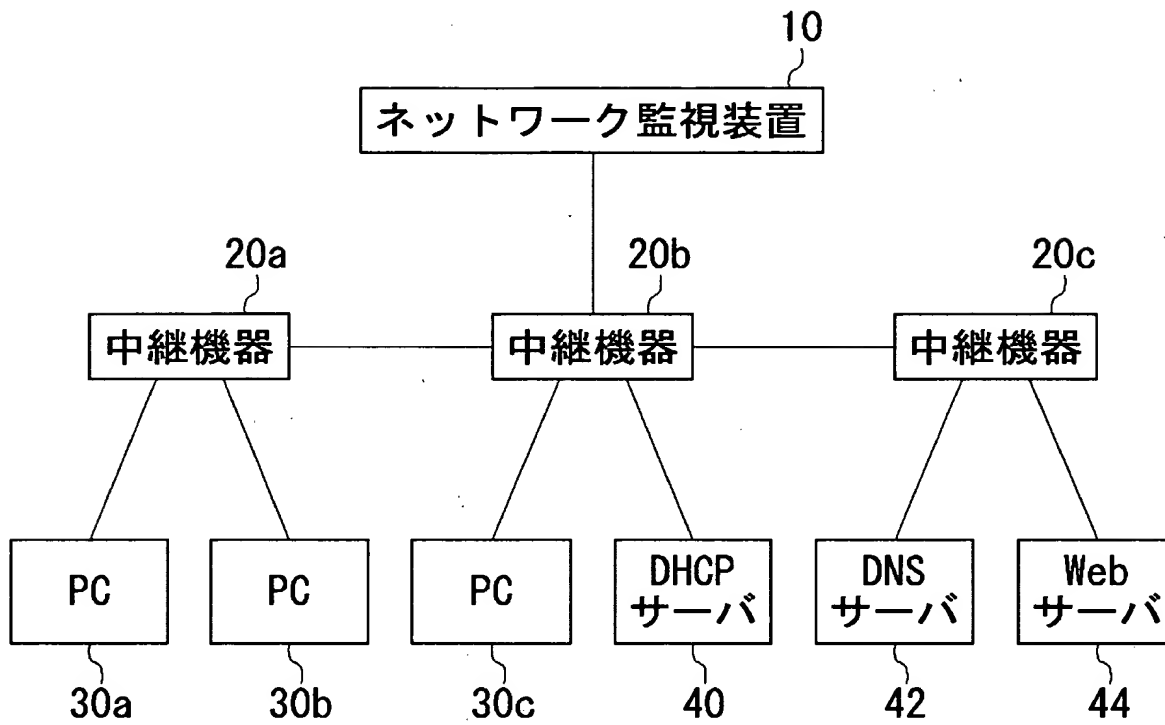 10
ネットワーク監視装置
20a
20b
20c
中継機器
中継機器
中継機器
PC
PC
PC
DHCP
サーバ
DNS
サーバ
Web
サーバ
30a
30b
30c
40
42
44